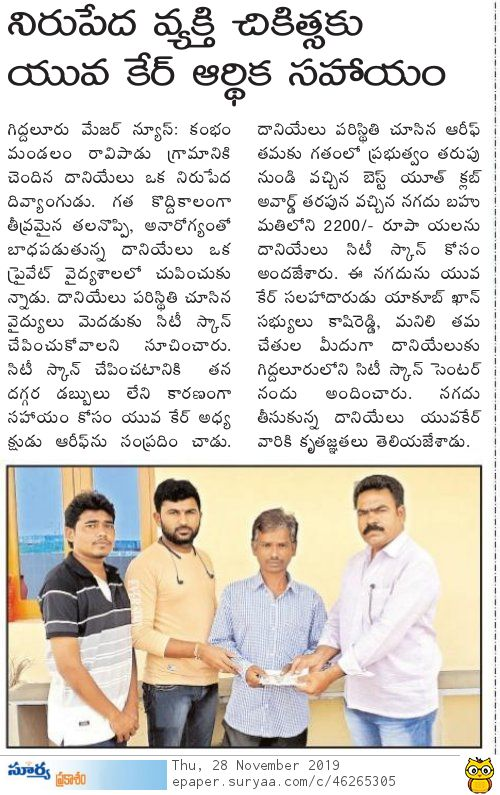 నిరుపేద వ్యక్తి చికిత్సకు
యువ కేర్ ఆర్థిక సహాయం
గిద్దలూరు మేజర్ న్యూస్: కంభం
మండలం రావిపాడు గ్రామానికి
చెందిన దానియేలు ఒక నిరుపేద
దివ్యాంగుడు. గత కొద్దికాలంగా
తీవ్రమైన తలనొప్పి, అనారోగ్యంతో
బాధపడుతున్న దానియేలు ఒక
ప్రైవేట్ వైద్యశాలలో చుపించుకు
న్నాడు. దానియేలు పరిస్థితి చూసిన
వైద్యులు మెదడుకు సిటీ స్కాన్
చేపించుకోవాలని సూచించారు.
సిటీ స్కాన్ చేపించటానికి తన
దగ్గర డబ్బులు లేని కారణంగా
సహాయం కోసం యువ కేర్ అధ్య
క్షుడు ఆరీఫ్‌ను సంప్రదిం చాడు.
దానియేలు పరిస్థితి చూసిన ఆరీఫ్
తమకు గతంలో ప్రభుత్వం తరుపు
నుండి వచ్చిన బెస్ట్ యూత్ క్లబ్
అవార్డ్ తరపున వచ్చిన నగదు బహు
మతిలోని 2200/- రూపా యలను
దానియేలు సిటీ స్కాన్ కోసం
అందజేశారు. ఈ నగదును యువ
కేర్ సలహాదారుడు యాకూబ్ ఖాన్
సభ్యులు కాశిరెడ్డి, మనిలి తమ
చేతుల మీదుగా దానియేలుకు
గిద్దలూరులోని సిటీ స్కాన్ సెంటర్
నందు అందించారు. నగదు
తీసుకున్న దానియేలు యువకేర్
వారికి కృతజ్ఞతలు తెలియజేశాడు.
సూర్య ప్రకాశం
Thu, 28 November 2019
epaper.suryaa.com/c/46265305